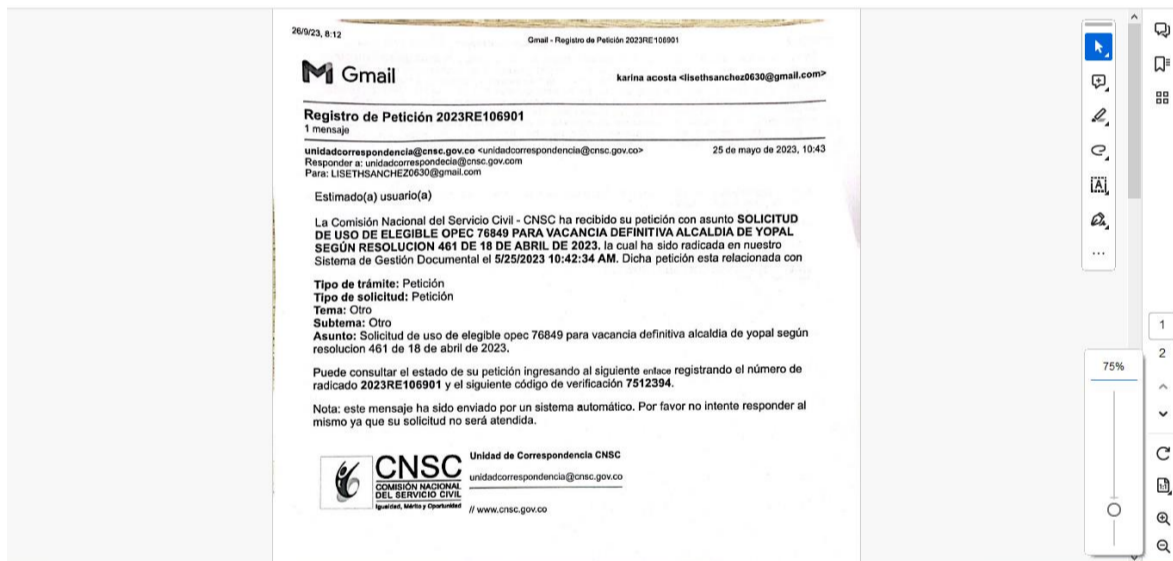 26/9/23, 8:12
Gmail - Registro de Petición 2023RE106901
Gmail
karina acosta <lisethsanchez0630@gmail.com>
Registro de Petición 2023RE106901
1 mensaje
unidadcorrespondencia@cnsc.gov.co <unidadcorrespondencia@cnsc.gov.co>
25 de mayo de 2023, 10:43
Responder a: unidadcorrespondecia@cnsc.gov.com
Para: LISETHSANCHEZ0630@gmail.com
Estimado(a) usuario(a)
La Comisión Nacional del Servicio Civil - CNSC ha recibido su petición con asunto SOLICITUD
DE USO DE ELEGIBLE OPEC 76849 PARA VACANCIA DEFINITIVA ALCALDIA DE YOPAL
SEGÚN RESOLUCION 461 DE 18 DE ABRIL DE 2023. la cual ha sido radicada en nuestro
Sistema de Gestión Documental el 5/25/2023 10:42:34 AM. Dicha petición esta relacionada con
Tipo de trámite: Petición
Tipo de solicitud: Petición
Tema: Otro
Subtema: Otro
Asunto: Solicitud de uso de elegible opec 76849 para vacancia definitiva alcaldia de yopal según
resolucion 461 de 18 de abril de 2023.
Puede consultar el estado de su petición ingresando al siguiente enlace registrando el número de
radicado 2023RE106901 y el siguiente código de verificación 7512394.
Nota: este mensaje ha sido enviado por un sistema automático. Por favor no intente responder al
mismo ya que su solicitud no será atendida.
CNSC
COMISIÓN NACIONAL
DEL SERVICIO CIVIL
Igualdad, Mérito y Oportunidad
Unidad de Correspondencia CNSC
unidadcorrespondencia@cnsc.gov.co
// www.cnsc.gov.co
1
2
75%